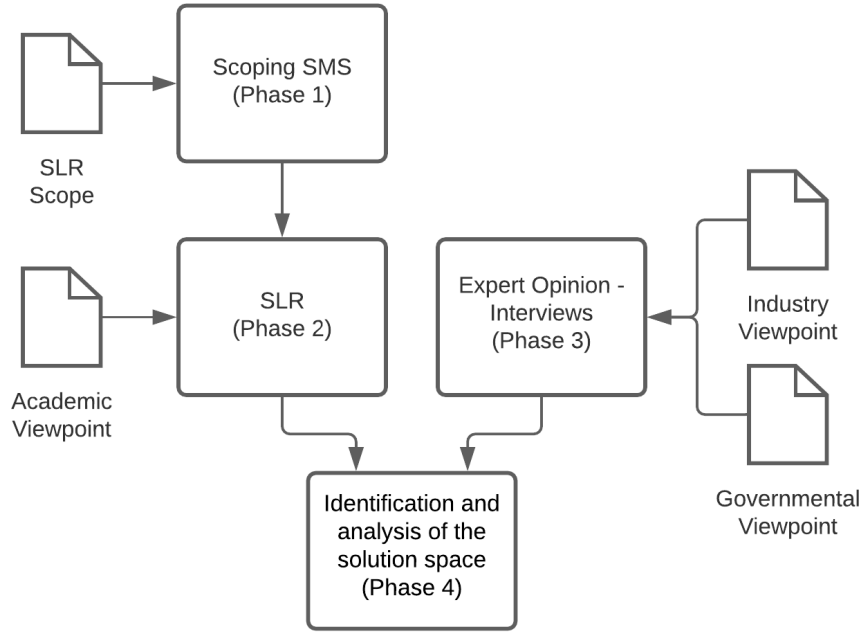 Scoping SMS
(Phase 1)
SLR
Scope
SLR
(Phase 2)
Academic
Viewpoint
Expert Opinion -
Interviews
(Phase 3)
Industry
Viewpoint
Governmental
Viewpoint
Identification and
analysis of the
solution space
(Phase 4)